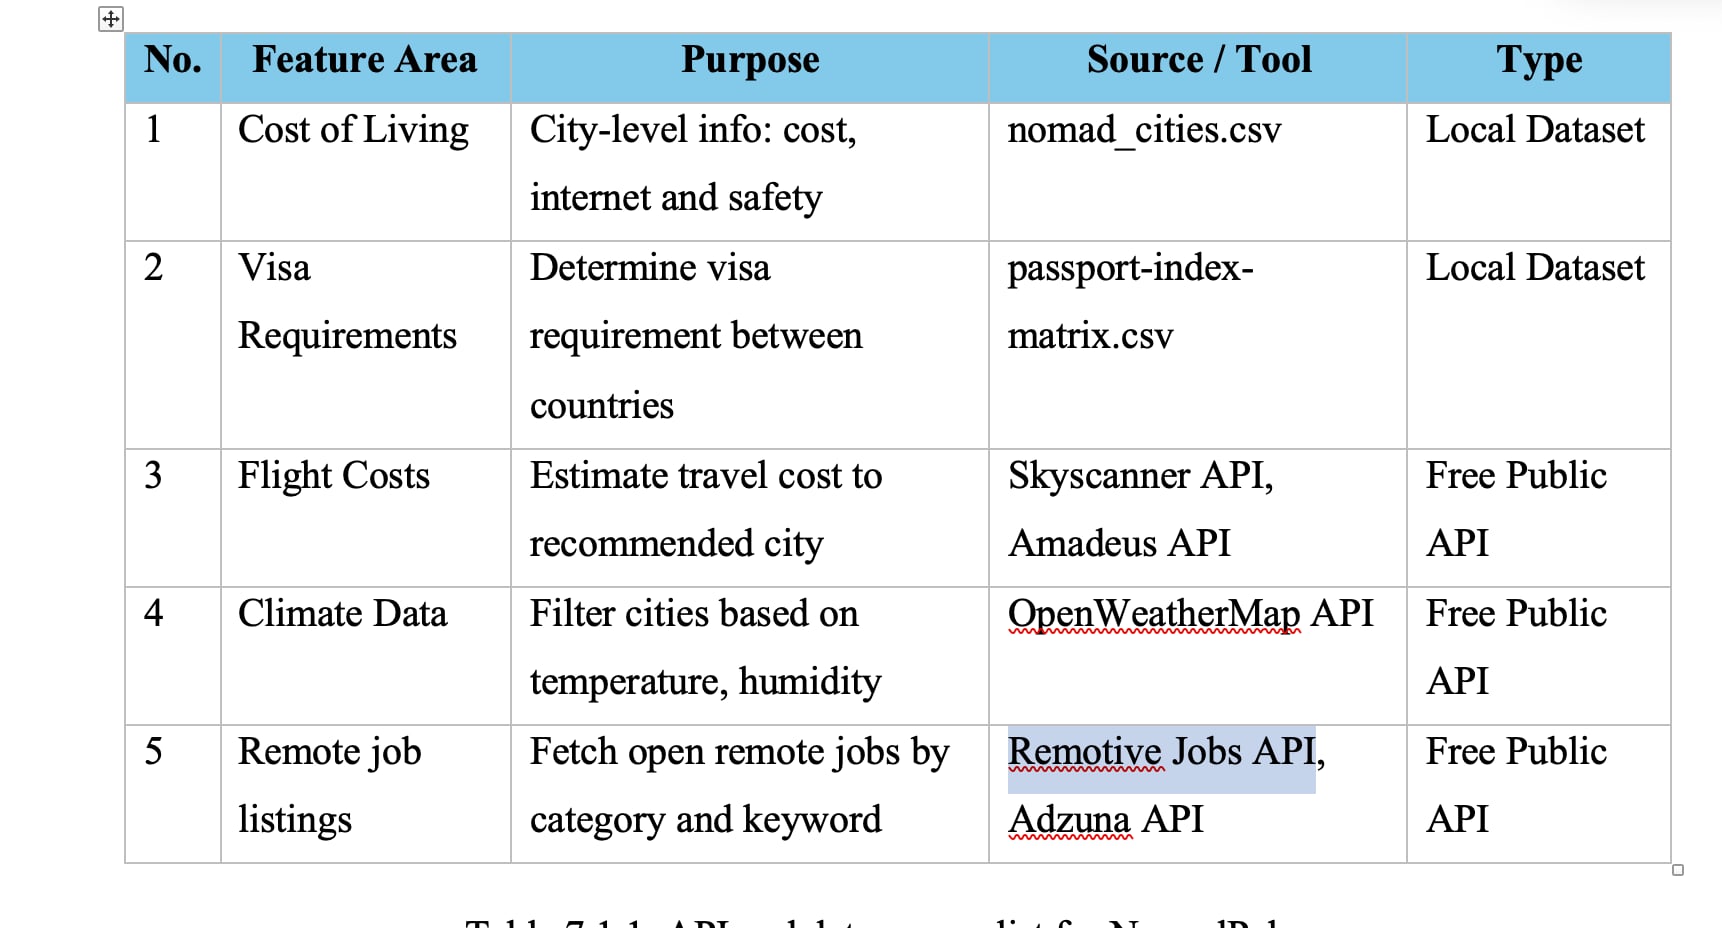 No. Feature Area Purpose Source / Tool Type
1 Cost of Living City-level info: cost, nomad_cities.csv Local Dataset
internet and safety
2 Visa Determine visa passport-index- Local Dataset
Requirements requirement between matrix.csv
countries
3 Flight Costs Estimate travel cost to Skyscanner API, Free Public
recommended city Amadeus API API
4 Climate Data Filter cities based on OpenWeatherMap API Free Public
temperature, humidity API
5 Remote job Fetch open remote jobs by Remotive Jobs API, Free Public
listings category and keyword Adzuna API API